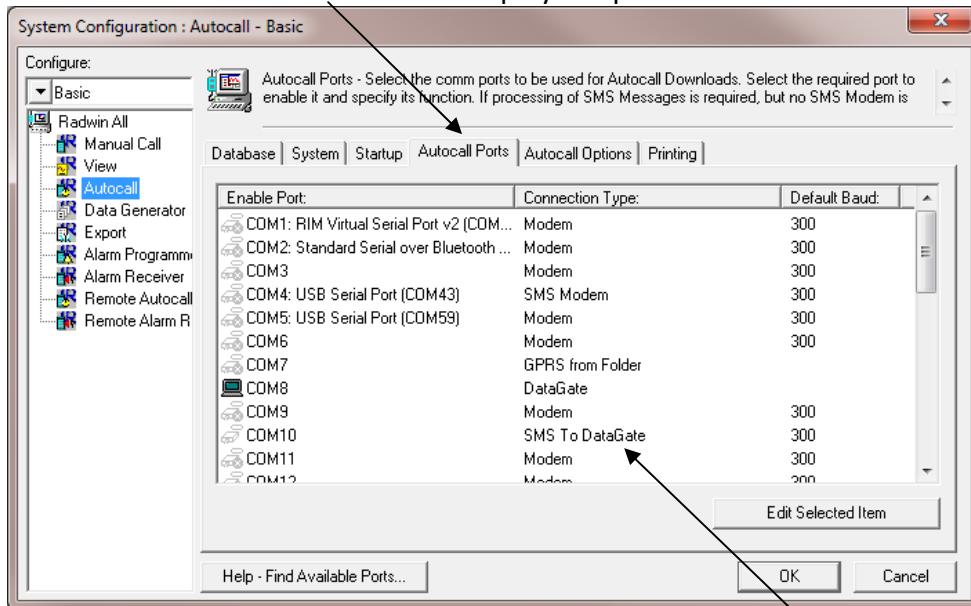 System Configuration : Autocall - Basic
Configure:
Basic
Autocall Ports - Select the comm ports to be used for Autocall Downloads. Select the required port to
enable it and specify its function. If processing of SMS Messages is required, but no SMS Modem is
Radwin All
Manual Call
View
Autocall
Data Generator
Export
Alarm Programm
Alarm Receiver
Remote Autocall
Remote Alarm R
Database System Startup Autocall Ports Autocall Options Printing
Enable Port: Connection Type: Default Baud:
COM1: RIM Virtual Serial Port v2 (COM... Modem 300
COM2: Standard Serial over Bluetooth ... Modem 300
COM3 Modem 300
COM4: USB Serial Port (COM43) SMS Modem 300
COM5: USB Serial Port (COM59) Modem 300
COM6 Modem 300
COM7 GPRS from Folder
COM8 DataGate
COM9 Modem 300
COM10 SMS To DataGate 300
COM11 Modem 300
COM12 Modem 300
Edit Selected Item
Help - Find Available Ports... OK Cancel